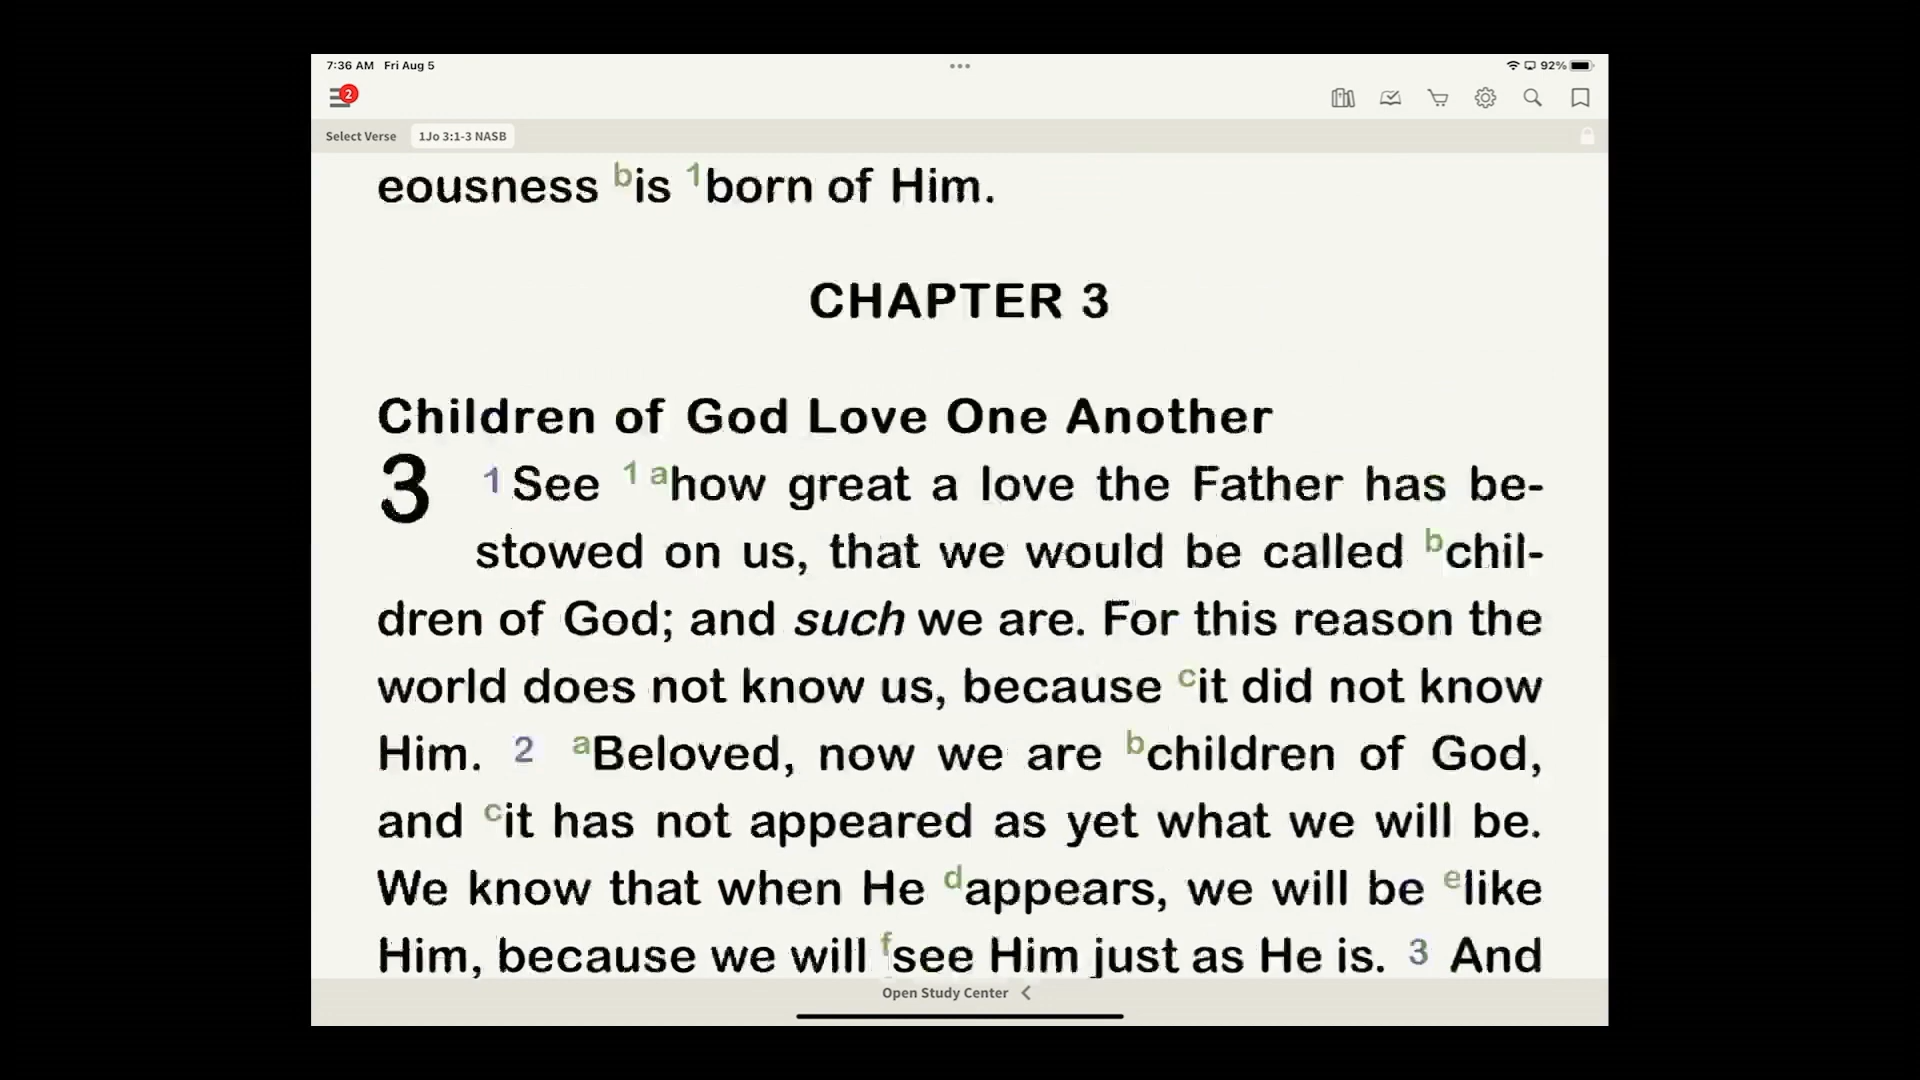 7:36 AM Fri Aug 5
92%
2
Select Verse 1Jo 3:1-3 NASB
eousness b is 1 born of Him.
CHAPTER 3
Children of God Love One Another
3 1 See 1 a how great a love the Father has be-
stowed on us, that we would be called b chil-
dren of God; and such we are. For this reason the
world does not know us, because c it did not know
Him. 2 a Beloved, now we are b children of God,
and c it has not appeared as yet what we will be.
We know that when He d appears, we will be e like
Him, because we will f see Him just as He is. 3 And
Open Study Center